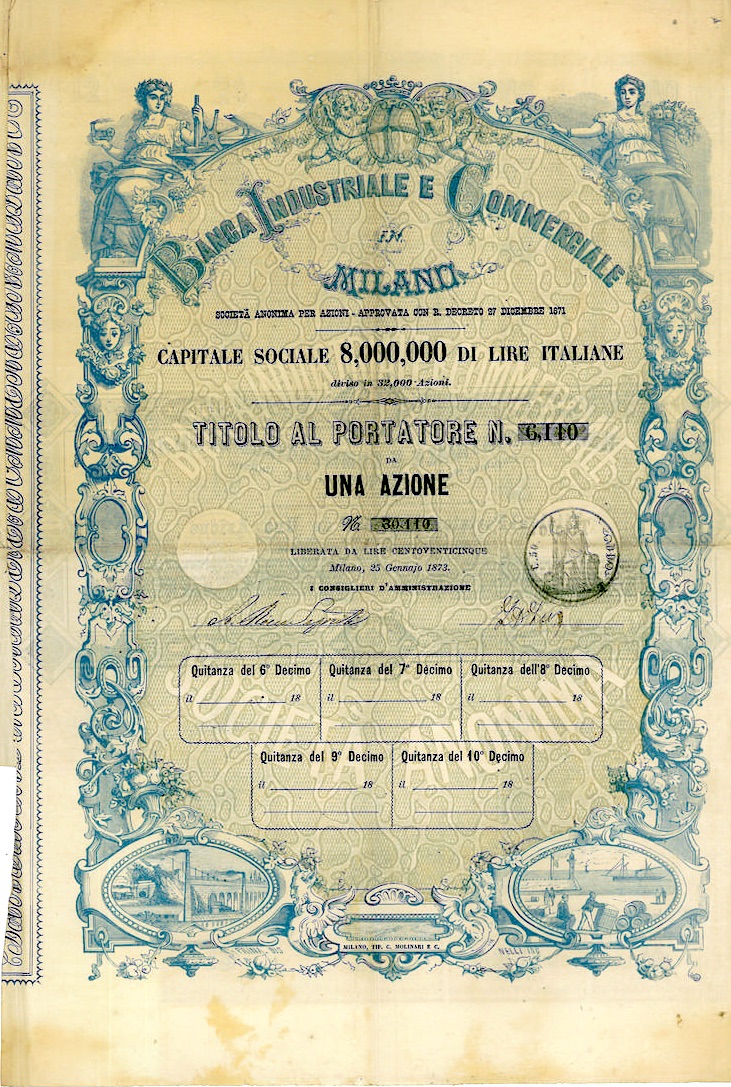 BANCA INDUSTRIALE E COMMERCIALE
IN
MILANO
SOCIETÀ ANONIMA PER AZIONI - APPROVATA CON R. DECRETO 27 DICEMBRE 1871
CAPITALE SOCIALE 8,000,000 DI LIRE ITALIANE
diviso in 32,000 Azioni.
TITOLO AL PORTATORE N. 6,110
DA
UNA AZIONE
N. 30,110
LIBERATA DA LIRE CENTOVENTICINQUE
Milano, 25 Gennajo 1873.
I CONSIGLIERI D'AMMINISTRAZIONE
Quitanza del 6° Decimo
il 18
Quitanza del 7° Decimo
il 18
Quitanza dell'8° Decimo
il 18
SOCIETÀ ANONIMA
Quitanza del 9° Decimo
il 18
Quitanza del 10° Decimo
il 18
MILANO, TIP. C. MOLINARI E C.